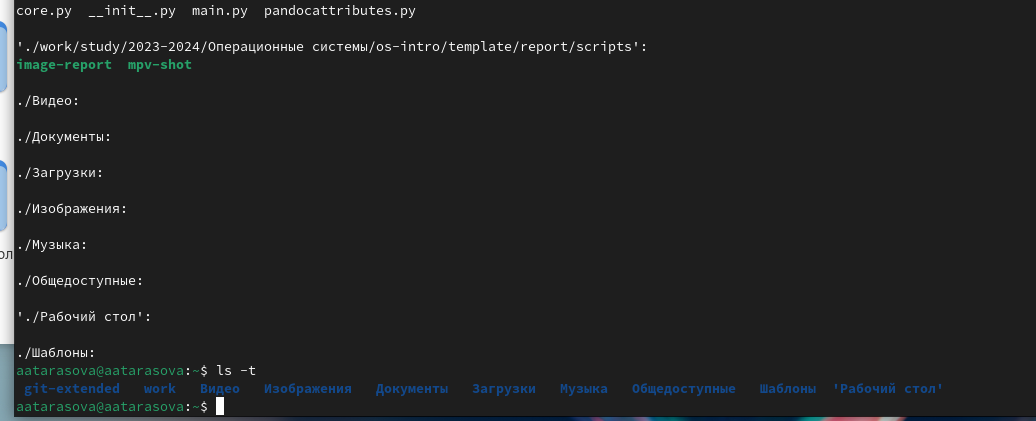 core.py  __init__.py  main.py  pandocattributes.py
'./work/study/2023-2024/Операционные системы/os-intro/template/report/scripts':
image-report  mpv-shot
./Видео:
./Документы:
./Загрузки:
./Изображения:
./Музыка:
./Общедоступные:
'./Рабочий стол':
./Шаблоны:
aatarasova@aatarasova:~$ ls -t
git-extended  work  Видео  Изображения  Документы  Загрузки  Музыка  Общедоступные  Шаблоны  'Рабочий стол'
aatarasova@aatarasova:~$